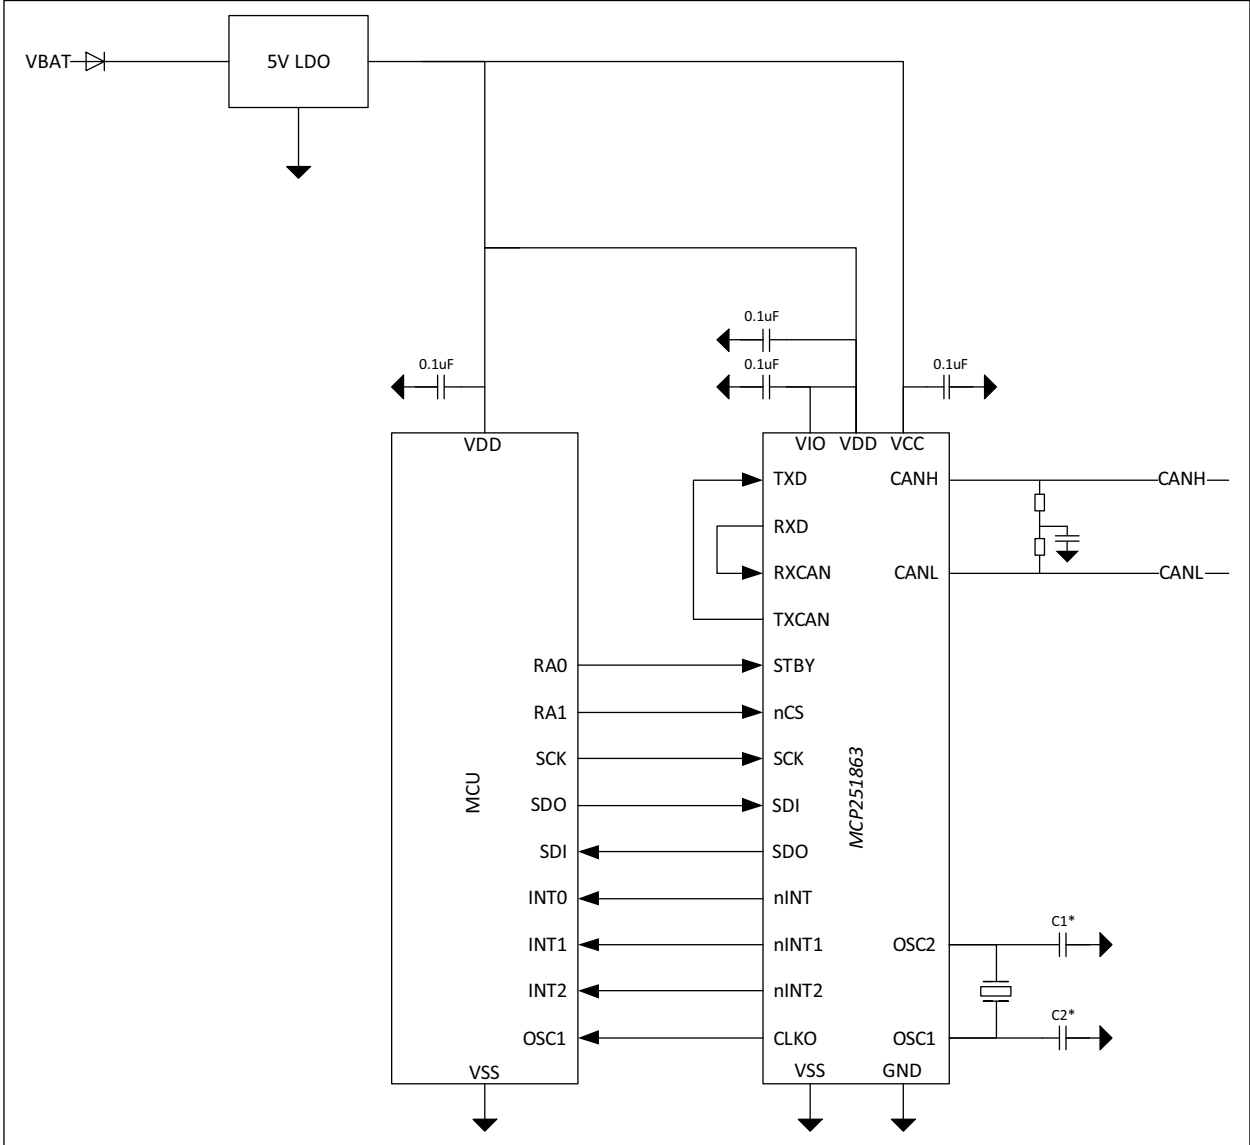 VBAT
5V LDO
0.1uF
0.1uF
0.1uF
0.1uF
VDD
VIO VDD VCC
TXD CANH CANH
RXD
RXCAN CANL CANL
TXCAN
RA0 STBY
RA1 nCS
SCK SCK
MCU
MCP251863
SDO SDI
SDI SDO
INT0 nINT
INT1 nINT1 OSC2 C1*
INT2 nINT2
OSC1 CLKO OSC1 C2*
VSS VSS GND